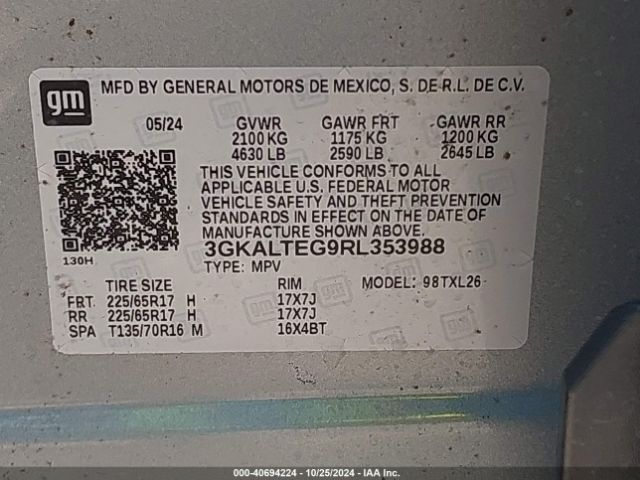 gm
MFD BY GENERAL MOTORS DE MEXICO, S. DE R.L. DE C.V.
05/24 GVWR GAWR FRT GAWR RR
2100 KG 1175 KG 1200 KG
4630 LB 2590 LB 2645 LB
THIS VEHICLE CONFORMS TO ALL
APPLICABLE U.S. FEDERAL MOTOR
VEHICLE SAFETY AND THEFT PREVENTION
STANDARDS IN EFFECT ON THE DATE OF
MANUFACTURE SHOWN ABOVE.
130H 3GKALTEG9RL353988
TYPE: MPV
TIRE SIZE RIM MODEL: 98TXL26
FRT 225/65R17 H 17X7J
RR 225/65R17 H 17X7J
SPA T135/70R16 M 16X4BT
000-40694224 | 10/25/2024 | IAA Inc.